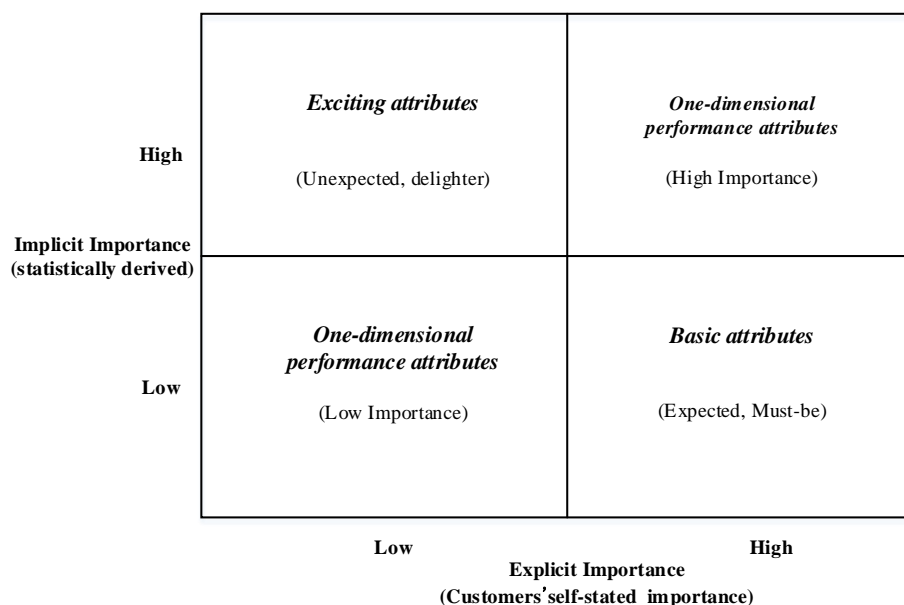 Exciting attributes
(Unexpected, delighter)
One-dimensional
performance attributes
(High Importance)
High
Implicit Importance
(statistically derived)
One-dimensional
performance attributes
(Low Importance)
Basic attributes
(Expected, Must-be)
Low
Low
High
Explicit Importance
(Customers’self-stated importance)